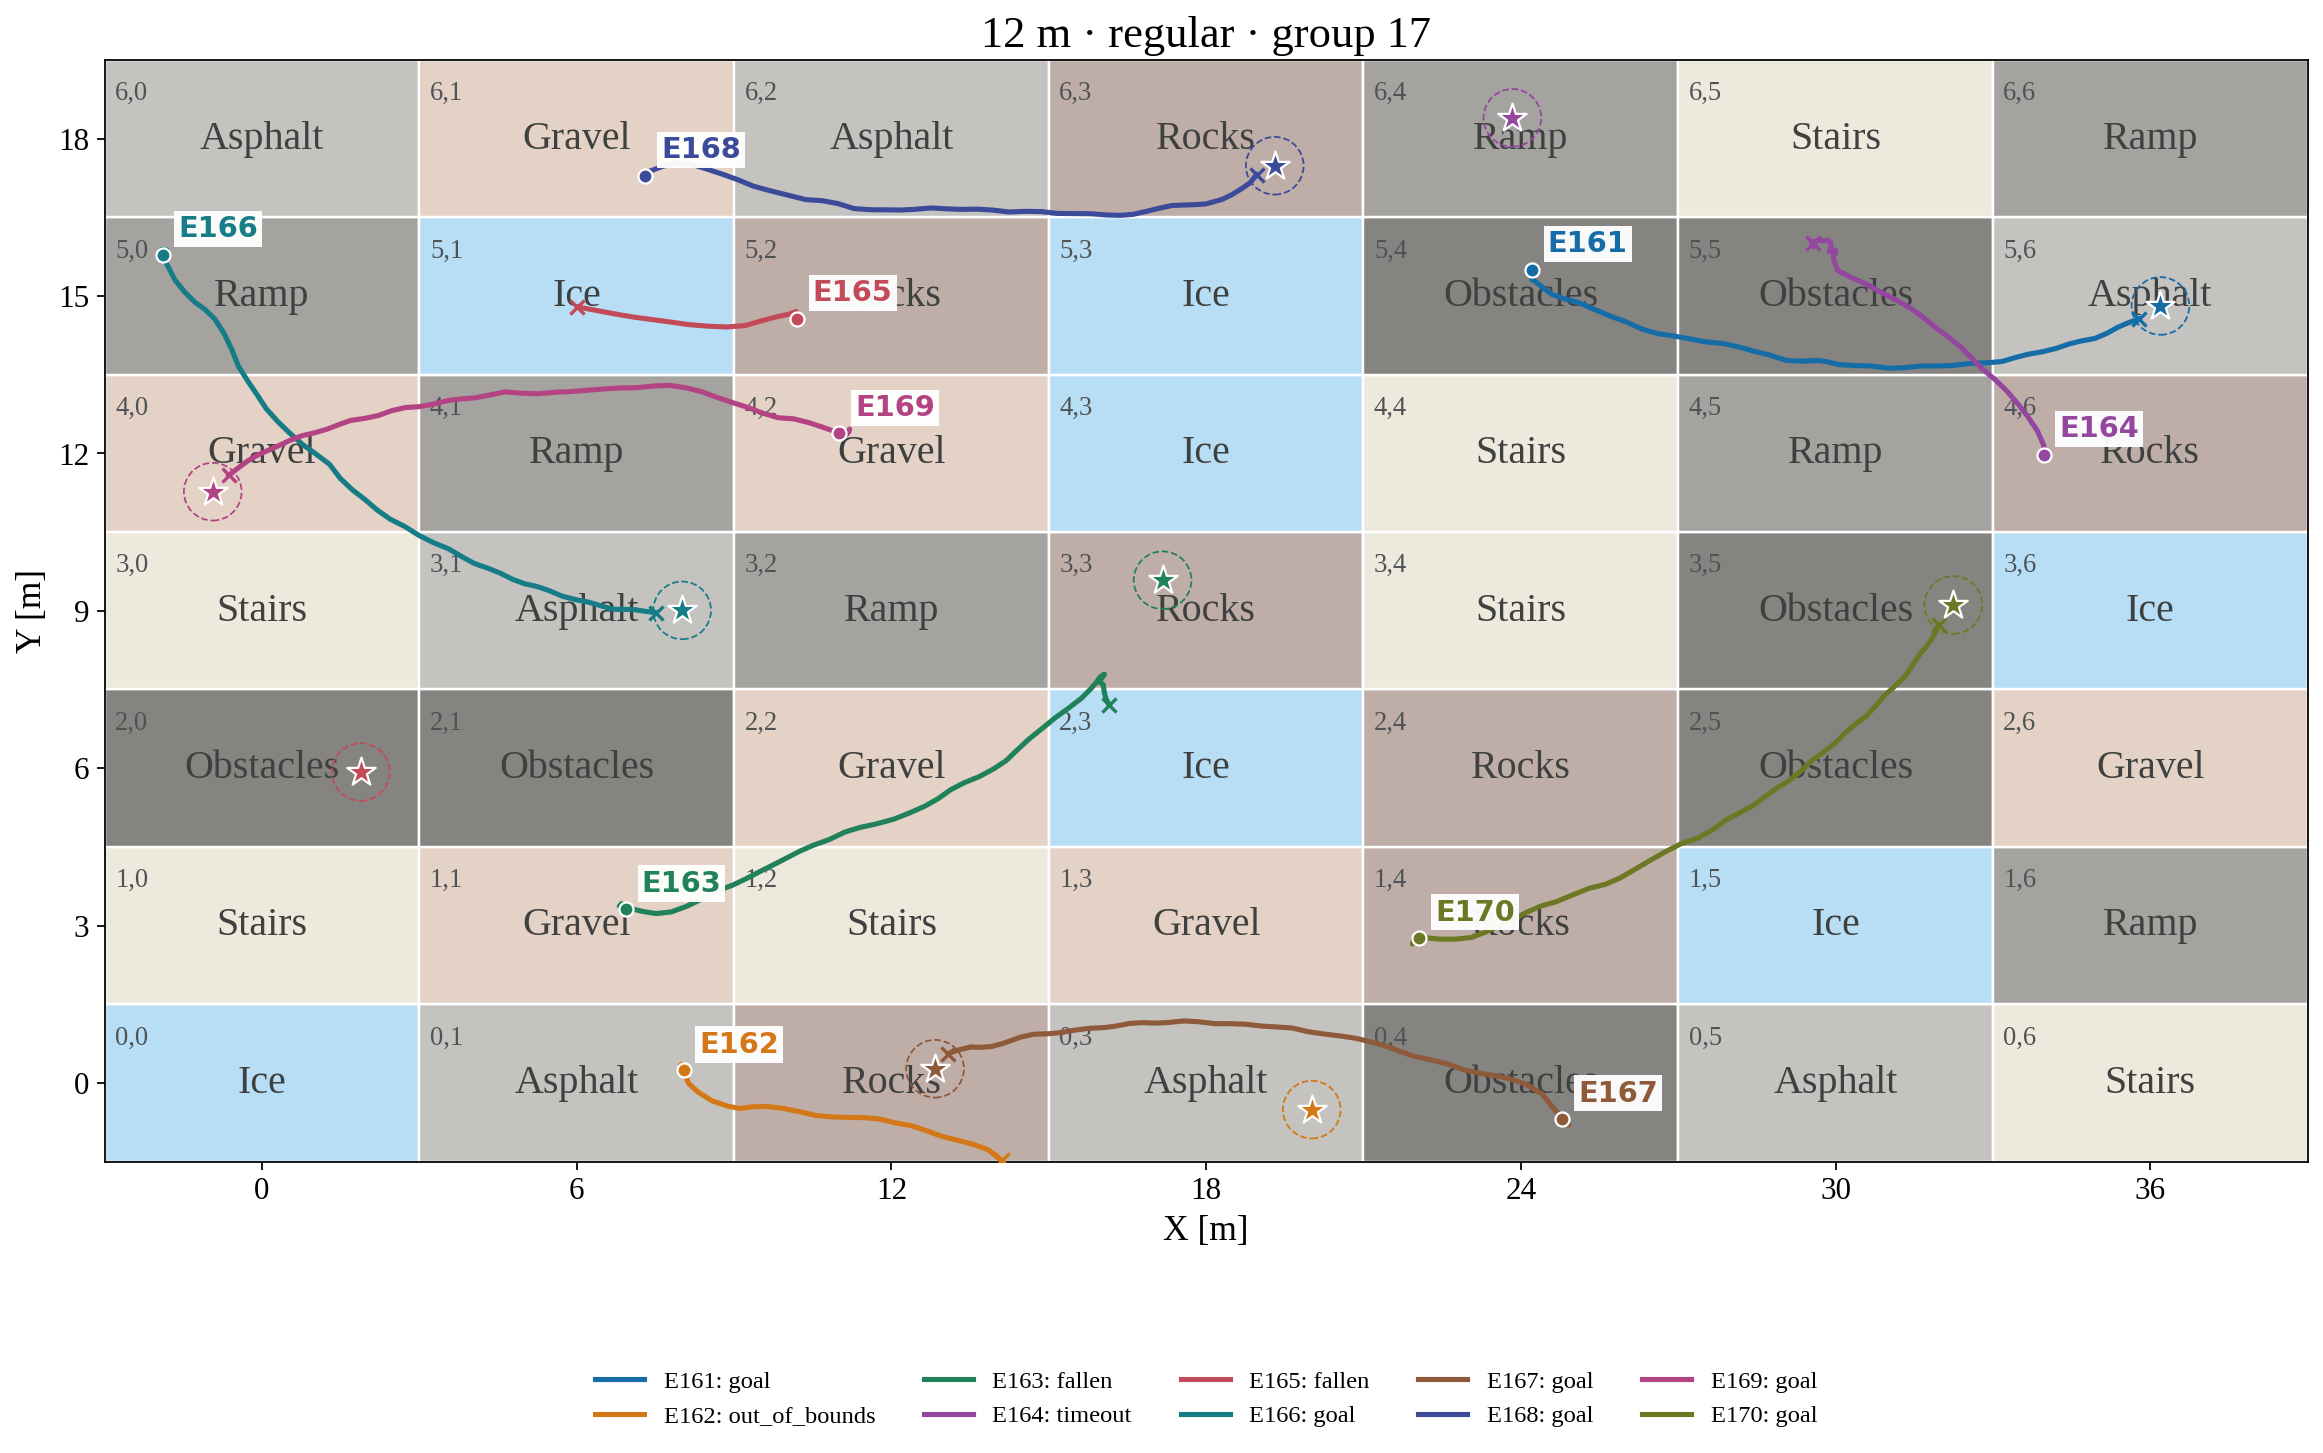 12 m · regular · group 17
6,0 6,1 6,2 6,3 6,4 6,5 6,6
Asphalt Gravel Asphalt Rocks Ramp Stairs Ramp
E168
E166 E161
5,0 5,1 5,2 5,3 5,4 5,5 5,6
Ramp Ice E165 cks Ice Obstacles Obstacles Asphalt
4,0 4,1 4,2 4,3 4,4 4,5 4,6
E169 E164
Gravel Ramp Gravel Ice Stairs Ramp Rocks
3,0 3,1 3,2 3,3 3,4 3,5 3,6
Stairs Asphalt Ramp Rocks Stairs Obstacles Ice
2,0 2,1 2,2 2,3 2,4 2,5 2,6
Obstacles Obstacles Gravel Ice Rocks Obstacles Gravel
1,0 1,1 E163 1,2 1,3 1,4 1,5 1,6
E170
Stairs Gravel Stairs Gravel Rocks Ice Ramp
0,0 0,1 E162 0,3 0,4 0,5 0,6
Ice Asphalt Rocks Asphalt Obstacles E167 Asphalt Stairs
18
15
12
9
6
3
0
Y [m]
0 6 12 18 24 30 36
X [m]
E161: goal E163: fallen E165: fallen E167: goal E169: goal
E162: out_of_bounds E164: timeout E166: goal E168: goal E170: goal